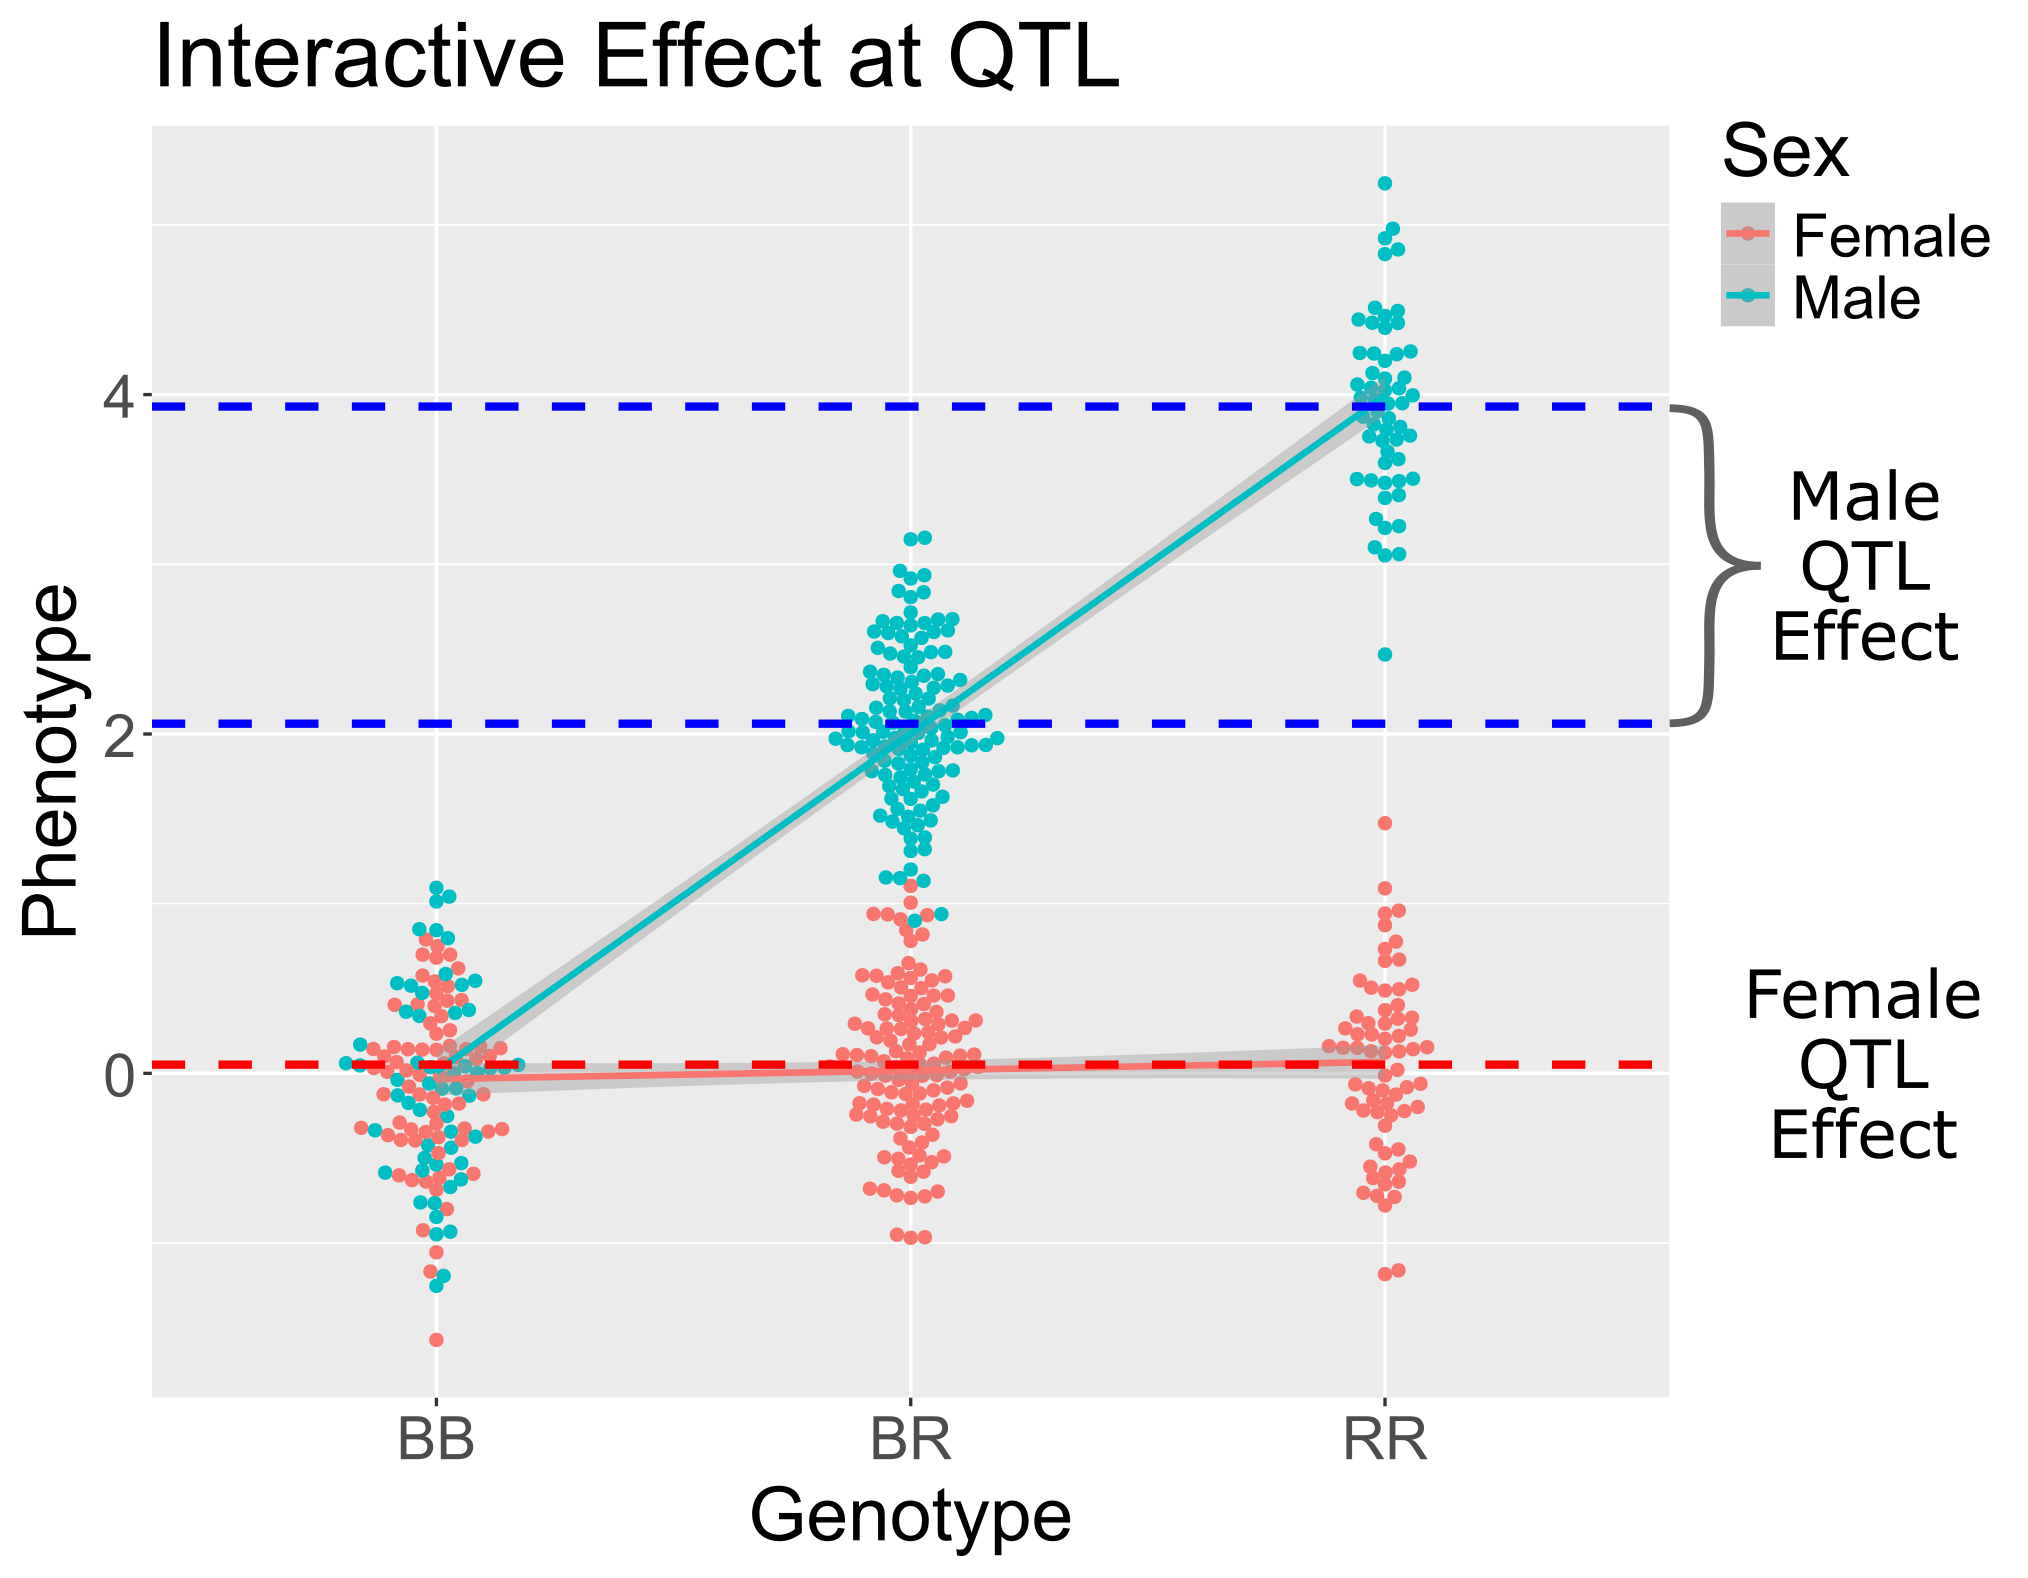 Interactive Effect at QTL
Sex
Female
Male
4
2
0
Phenotype
Male
QTL
Effect
Female
QTL
Effect
BB
BR
RR
Genotype